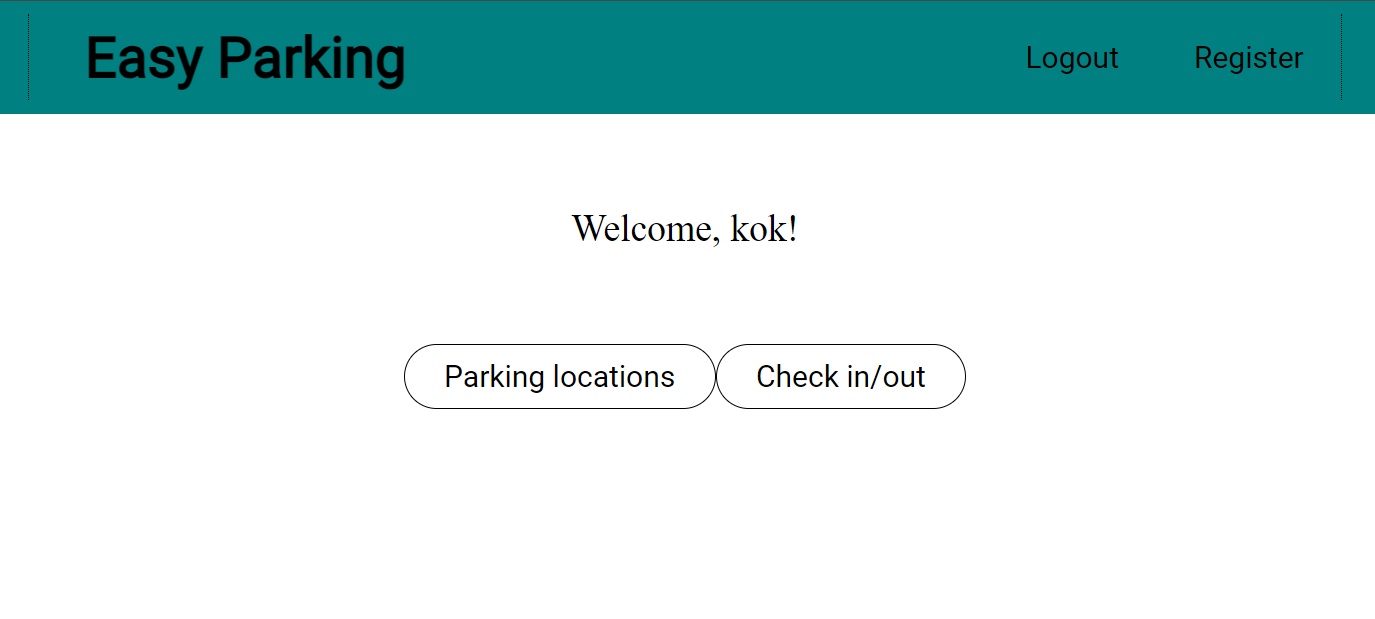 Easy Parking
Logout
Register
Welcome, kok!
Parking locations
Check in/out